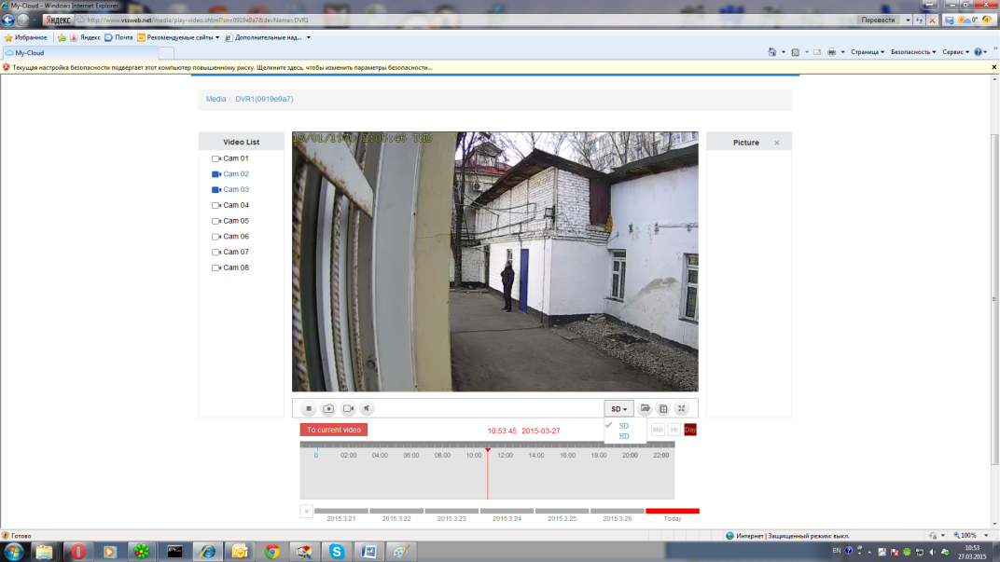 My-Cloud - Windows Internet Explorer
Яндекс
http://www.vssweb.net/media/play-video.shtml?sn=0919e9a7&devName=DVR1
Перевести
0°
Избранное
Яндекс
Почта
Рекомендуемые сайты
Дополнительные над...
My-Cloud
Страница
Безопасность
Сервис
Текущая настройка безопасности подвергает этот компьютер повышенному риску. Щелкните здесь, чтобы изменить параметры безопасности...
Media / DVR1(0919e9a7)
Video List
Cam 01
Cam 02
Cam 03
Cam 04
Cam 05
Cam 06
Cam 07
Cam 08
Picture
SD
SD
HD
To current video
10:53:45 2015-03-27
Min
Hr
Day
0 02:00 04:00 06:00 08:00 10:00 12:00 14:00 16:00 18:00 20:00 22:00
< 2015.3.21 2015.3.22 2015.3.23 2015.3.24 2015.3.25 2015.3.26 Today
Готово
Интернет | Защищенный режим: выкл.
100%
EN
10:53
27.03.2015